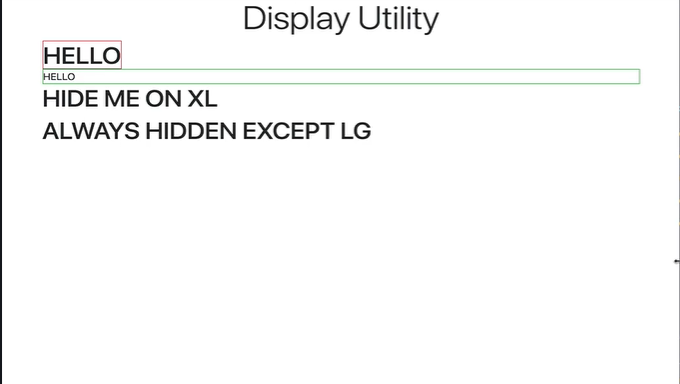 Display Utility
HELLO
HELLO
HIDE ME ON XL
ALWAYS HIDDEN EXCEPT LG